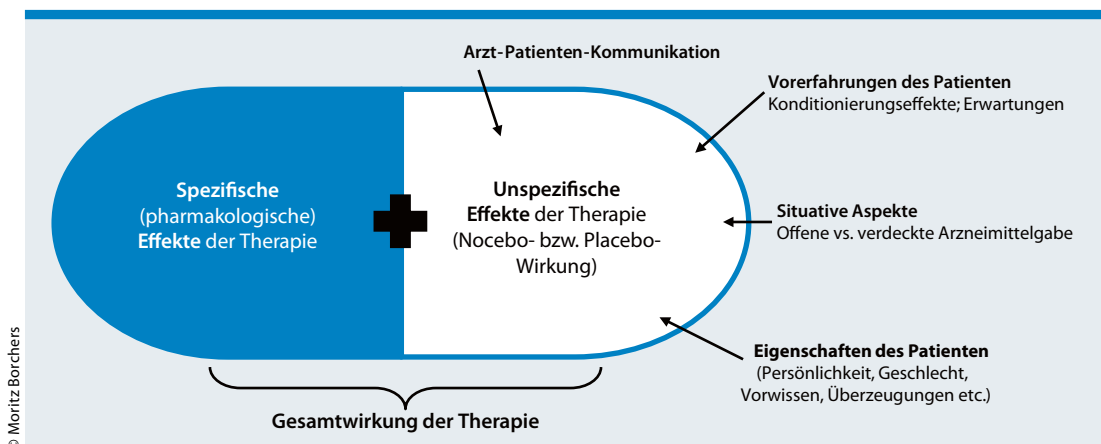 Arzt-Patienten-Kommunikation
Vorerfahrungen des Patienten
Konditionierungseffekte; Erwartungen
Spezifische
(pharmakologische)
Effekte der Therapie
Unspezifische
Effekte der Therapie
(Nocebo- bzw. Placebo-
Wirkung)
Situative Aspekte
Offene vs. verdeckte Arzneimittelgabe
Eigenschaften des Patienten
(Persönlichkeit, Geschlecht,
Vorwissen, Überzeugungen etc.)
Gesamtwirkung der Therapie
© Moritz Borchers